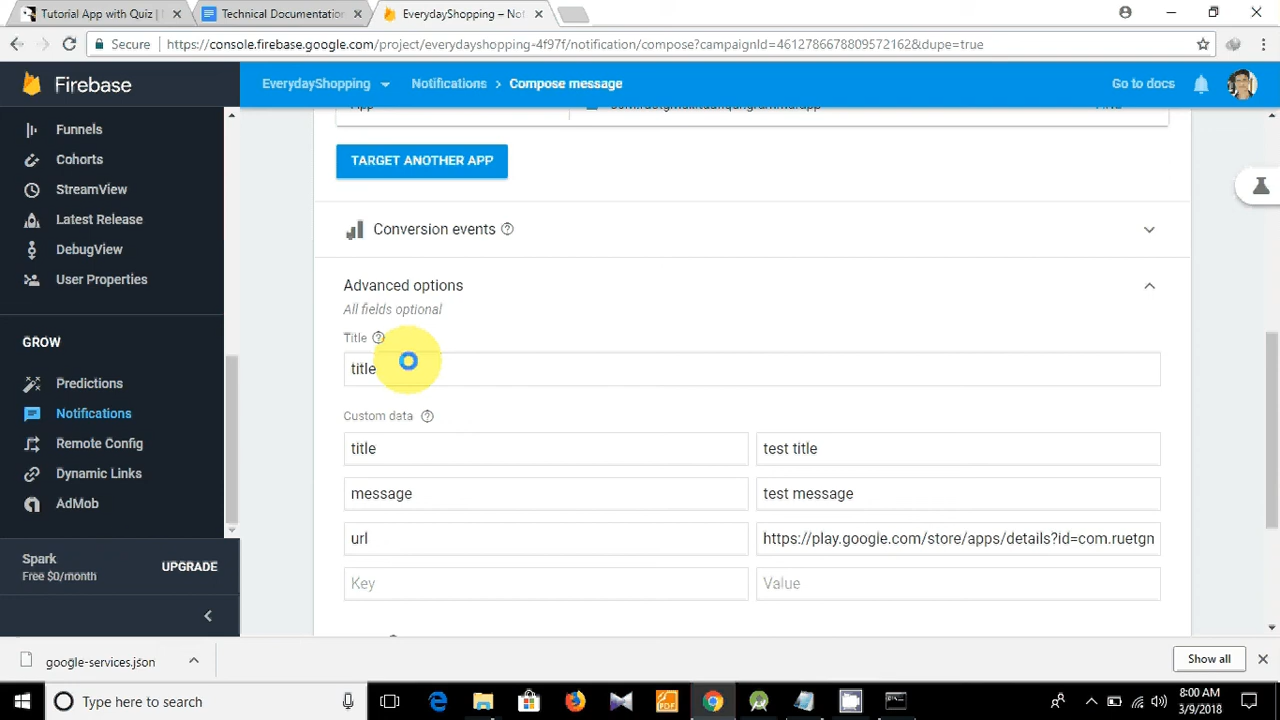 Tutorial App with Quiz |
Technical Documentation
EverydayShopping – Not
Secure
https://console.firebase.google.com/project/everydayshopping-4f97f/notification/compose?campaignId=4612786678809572162&dupe=true
Firebase
EverydayShopping
Notifications > Compose message
Go to docs
Funnels
Cohorts
StreamView
Latest Release
DebugView
User Properties
GROW
Predictions
Notifications
Remote Config
Dynamic Links
AdMob
Spark
Free $0/month
UPGRADE
App
TARGET ANOTHER APP
Conversion events
Advanced options
All fields optional
Title
title
Custom data
title
test title
message
test message
url
https://play.google.com/store/apps/details?id=com.ruetgn
Key
Value
google-services.json
Show all
Type here to search
8:00 AM
3/9/2018